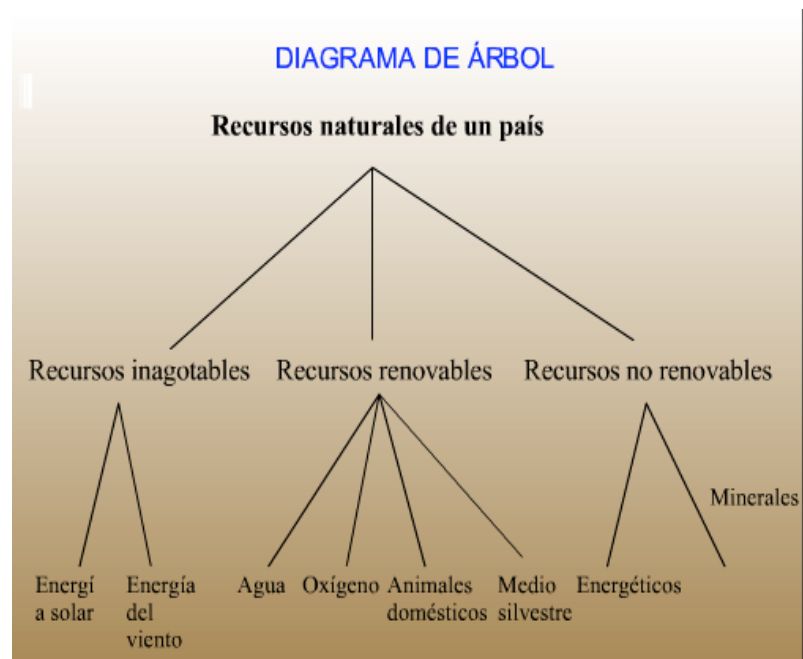 DIAGRAMA DE ÁRBOL
Recursos naturales de un país
Recursos inagotables
Recursos renovables
Recursos no renovables
Energí
a solar
Energía
del
viento
Agua
Oxígeno
Animales
domésticos
Medio
silvestre
Energéticos
Minerales